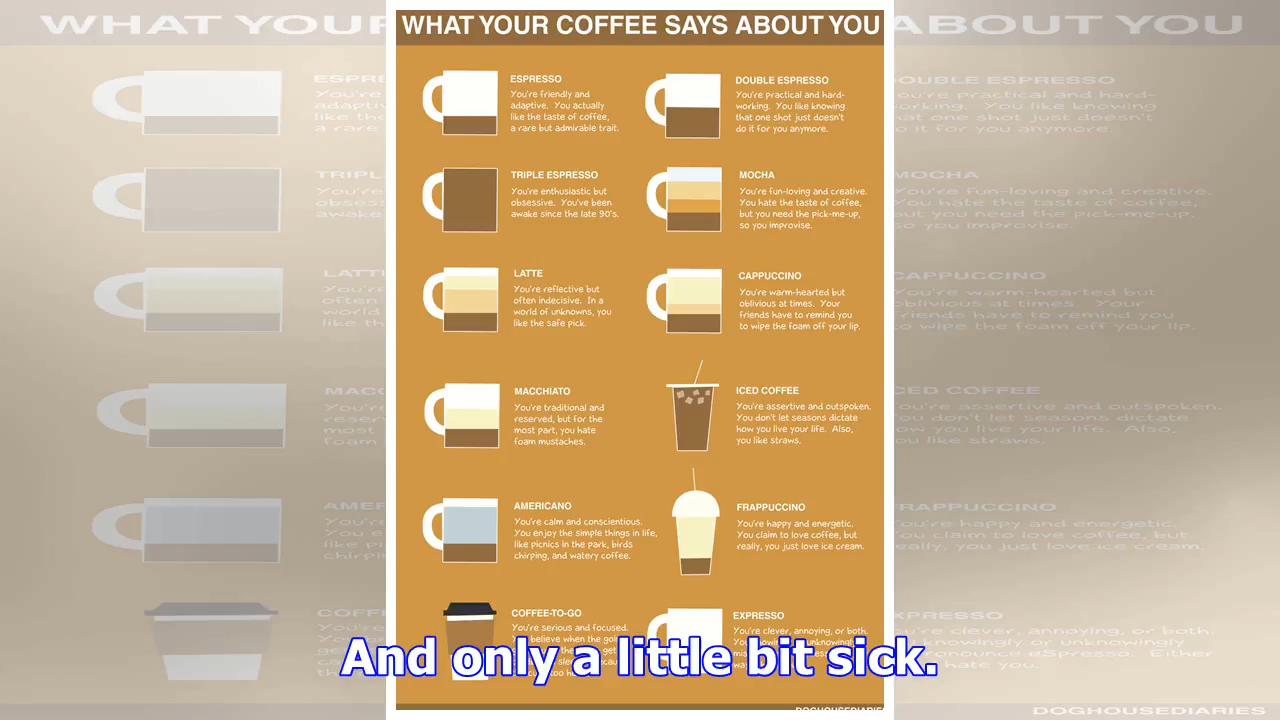 WHAT YOUR COFFEE SAYS ABOUT YOU
ESPRESSO
You're friendly and
adaptive. You actually
like the taste of coffee,
a rare but admirable trait.
DOUBLE ESPRESSO
You're practical and hard-
working. You like knowing
that one shot just doesn't
do it for you anymore.
TRIPLE ESPRESSO
You're enthusiastic but
obsessive. You've been
awake since the late 90's.
MOCHA
You're fun-loving and creative.
You hate the taste of coffee,
but you need the pick-me-up,
so you improvise.
LATTE
You're reflective but
often indecisive. In a
world of unknowns, you
like the safe pick.
CAPPUCCINO
You're warm-hearted but
oblivious at times. Your
friends have to remind you
to wipe the foam off your lip.
MACCHIATO
You're traditional and
reserved, but for the
most part, you hate
foam mustaches.
ICED COFFEE
You're assertive and outspoken.
You don't let seasons dictate
how you live your life. Also,
you like straws.
AMERICANO
You're calm and conscientious.
You enjoy the simple things in life,
like picnics in the park, birds
chirping, and watery coffee.
FRAPPUCCINO
You're happy and energetic.
You claim to love coffee, but
really, you just love ice cream.
COFFEE-TO-GO
You're serious and focused.
believe when the
EXPRESSO
You're clever, annoying, or both.
And only a little bit sick.
DOGHOUSEDIARIES